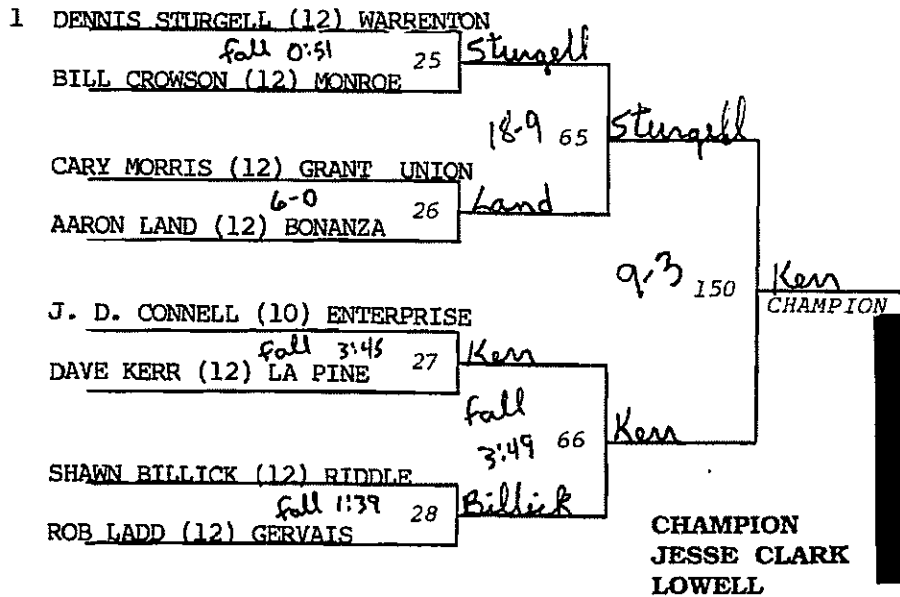 1 DENNIS STURGELL (12) WARRENTON
fall 0:51
25 Sturgell
BILL CROWSON (12) MONROE
18-9 65 Sturgell
CARY MORRIS (12) GRANT UNION
6-0
26 Land
AARON LAND (12) BONANZA
9-3 150 Kerr
CHAMPION
J. D. CONNELL (10) ENTERPRISE
fall 3:45
27 Kerr
DAVE KERR (12) LA PINE
fall
3:49 66 Kerr
SHAWN BILLICK (12) RIDDLE
fall 1:39
28 Billick
ROB LADD (12) GERVAIS
CHAMPION
JESSE CLARK
LOWELL